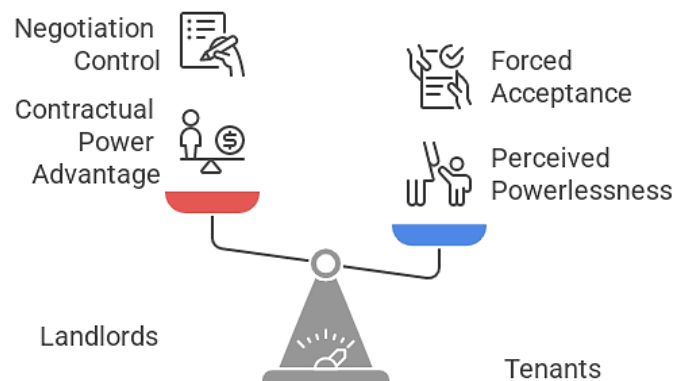 Negotiation
Control
Contractual
Power
Advantage
Forced
Acceptance
Perceived
Powerlessness
$
Landlords
Tenants